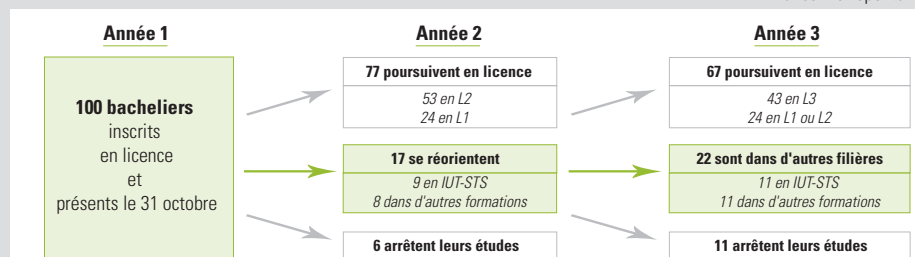 Année 1
Année 2
Année 3
100 bacheliers
inscrits
en licence
et
présents le 31 octobre
77 poursuivent en licence
53 en L2
24 en L1
17 se réorientent
9 en IUT-STS
8 dans d'autres formations
6 arrêtent leurs études
67 poursuivent en licence
43 en L3
24 en L1 ou L2
22 sont dans d'autres filières
11 en IUT-STS
11 dans d'autres formations
11 arrêtent leurs études